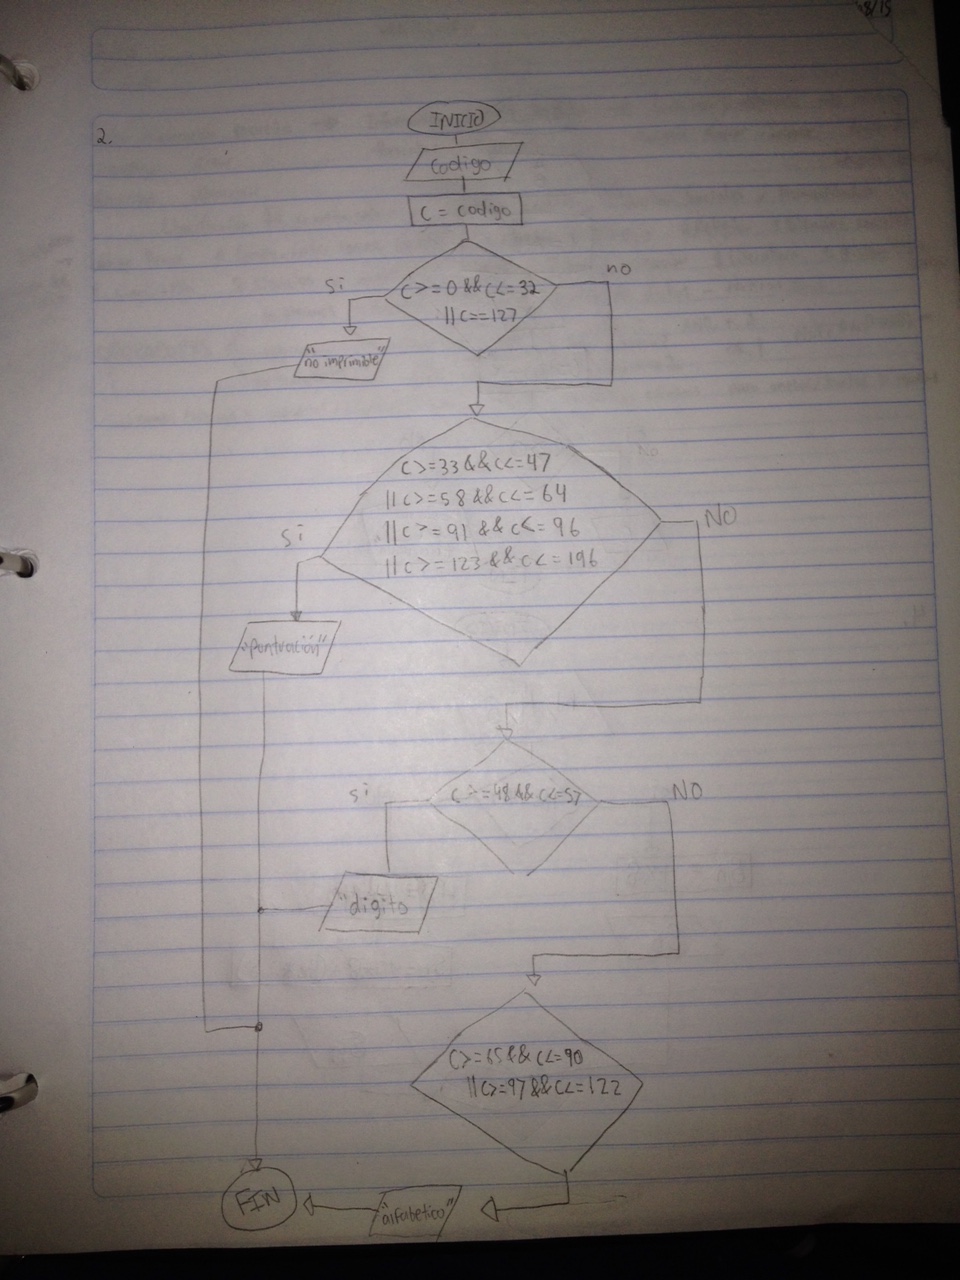 8/15
2.
INICIO
Codigo
C = codigo
si
no
C>=0 && C<=32
|| C==127
"no imprimible"
C>=33 && C<=47
|| C>=58 && C<=64
|| C>=91 && C<=96
|| C>=123 && C<=196
si
NO
"puntuación"
si
NO
C>=48 && C<=57
"digito"
C>=65 && C<=90
|| C>=97 && C<=122
FIN
"alfabetico"